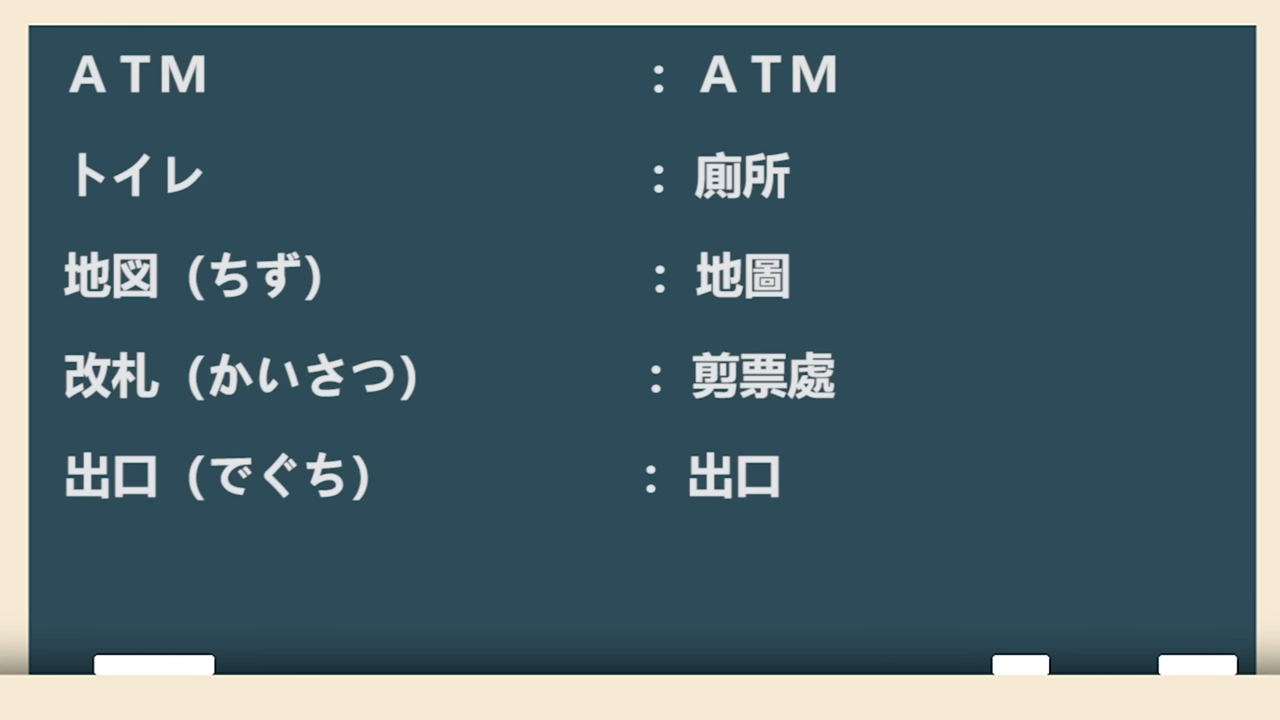 ATM : ATM
トイレ : 廁所
地図 (ちず) : 地圖
改札 (かいさつ) : 剪票處
出口 (でぐち) : 出口